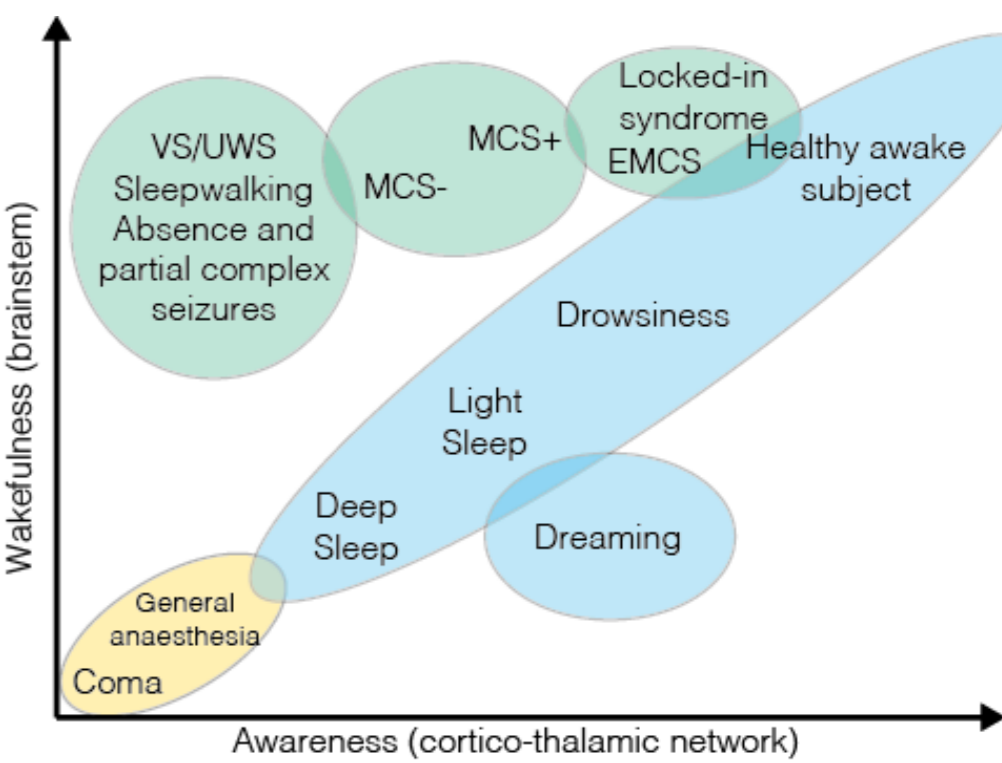 Wakefulness (brainstem)
VS/UWS
Sleepwalking
Absence and
partial complex
seizures
MCS-
MCS+
Locked-in
syndrome
EMCS
Healthy awake
subject
Drowsiness
Light
Sleep
Deep
Sleep
Dreaming
General
anaesthesia
Coma
Awareness (cortico-thalamic network)